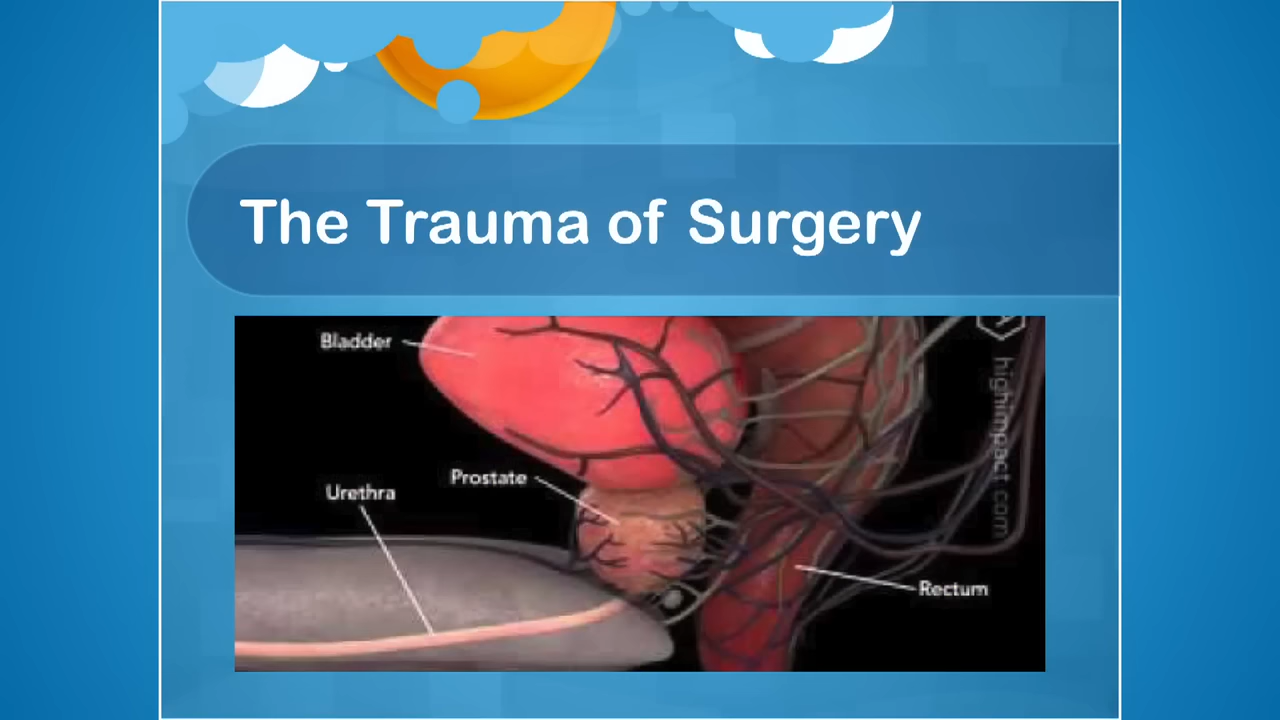 The Trauma of Surgery
Bladder
Prostate
Urethra
Rectum
highimpact.com